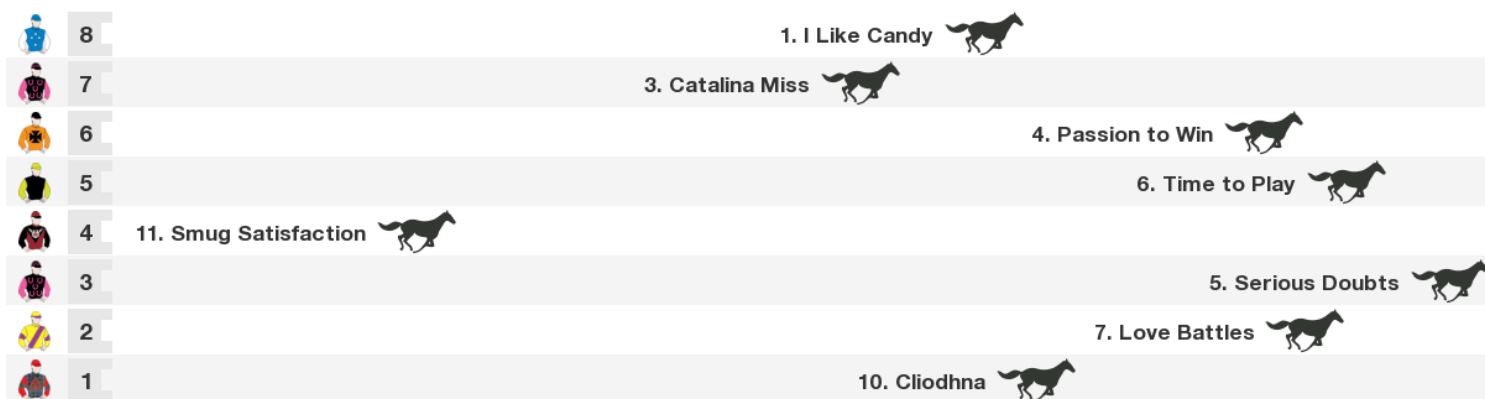 8 1. I Like Candy
7 3. Catalina Miss
6 4. Passion to Win
5 6. Time to Play
4 11. Smug Satisfaction
3 5. Serious Doubts
2 7. Love Battles
1 10. Cliodhna